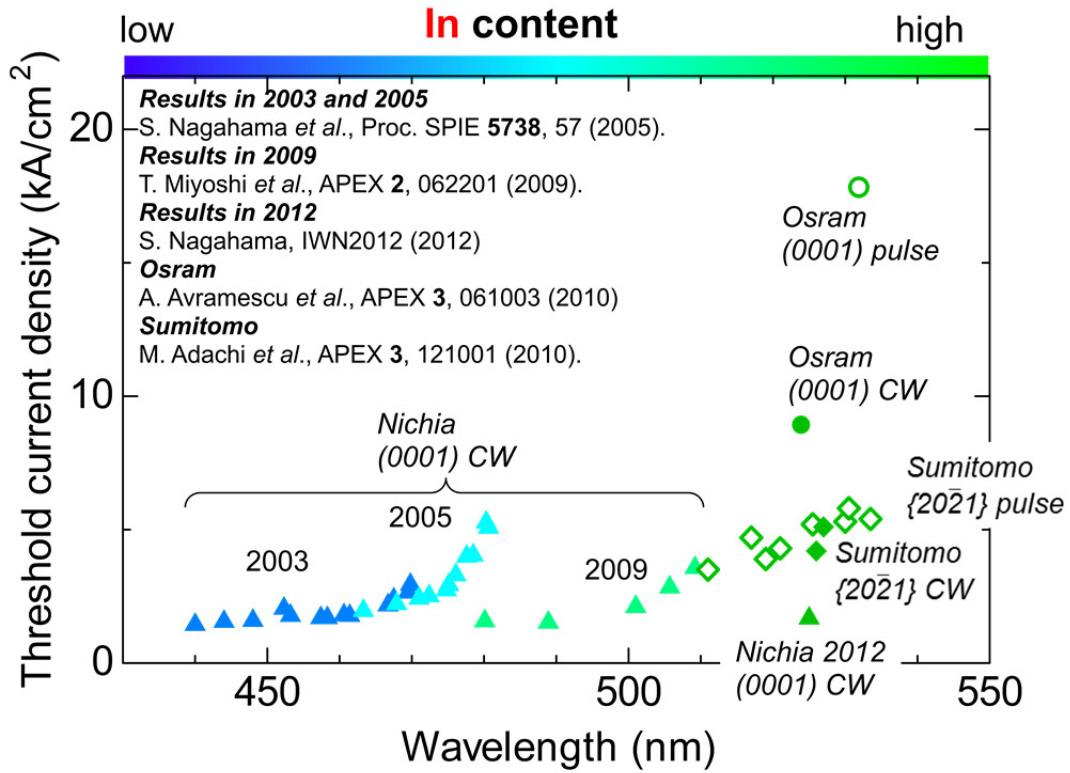 In content
low
high
Results in 2003 and 2005
S. Nagahama et al., Proc. SPIE 5738, 57 (2005).
Results in 2009
T. Miyoshi et al., APEX 2, 062201 (2009).
Results in 2012
S. Nagahama, IWN2012 (2012)
Osram
A. Avramescu et al., APEX 3, 061003 (2010)
Sumitomo
M. Adachi et al., APEX 3, 121001 (2010).
Threshold current density (kA/cm²)
20
10
0
Osram
(0001) pulse
Osram
(0001) CW
Nichia
(0001) CW
2003
2005
2009
Sumitomo
{202̄1} pulse
Sumitomo
{202̄1} CW
Nichia 2012
(0001) CW
450
500
550
Wavelength (nm)